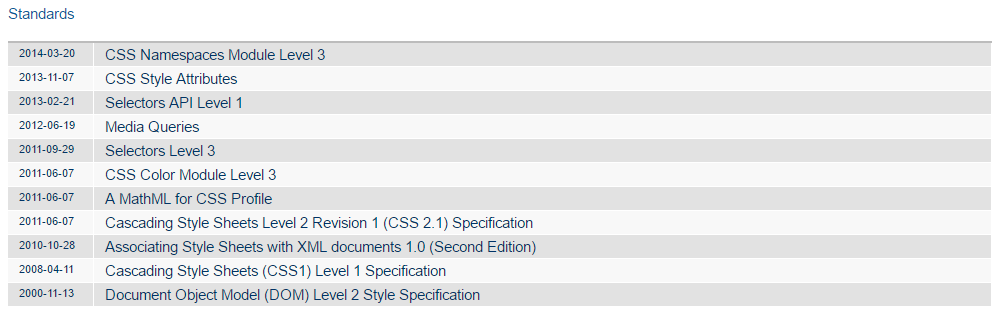 Standards
2014-03-20 CSS Namespaces Module Level 3
2013-11-07 CSS Style Attributes
2013-02-21 Selectors API Level 1
2012-06-19 Media Queries
2011-09-29 Selectors Level 3
2011-06-07 CSS Color Module Level 3
2011-06-07 A MathML for CSS Profile
2011-06-07 Cascading Style Sheets Level 2 Revision 1 (CSS 2.1) Specification
2010-10-28 Associating Style Sheets with XML documents 1.0 (Second Edition)
2008-04-11 Cascading Style Sheets (CSS1) Level 1 Specification
2000-11-13 Document Object Model (DOM) Level 2 Style Specification